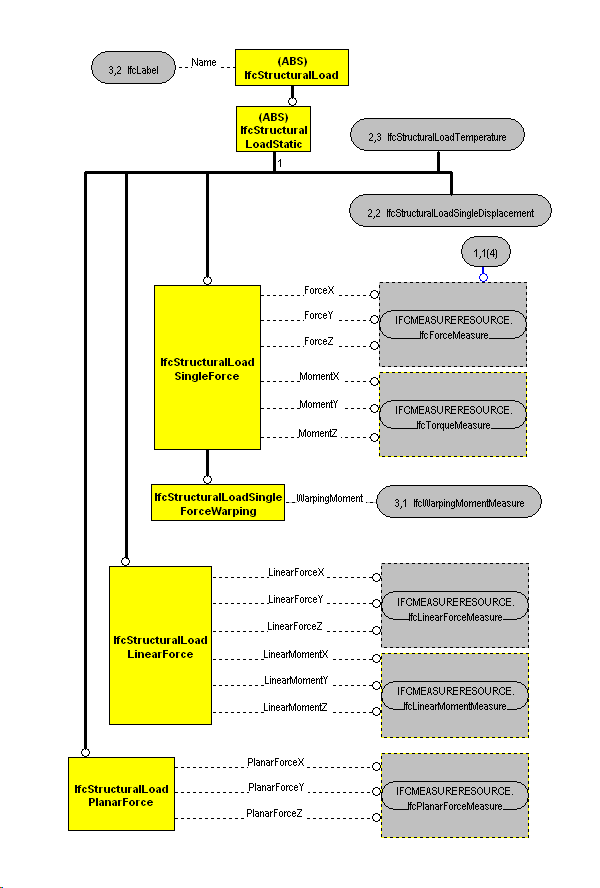 (ABS)
IfcStructuralLoad
Name
3,2 IfcLabel
(ABS)
IfcStructural
LoadStatic
1
2,3 IfcStructuralLoadTemperature
2,2 IfcStructuralLoadSingleDisplacement
1,1(4)
IfcStructuralLoad
SingleForce
ForceX
ForceY
ForceZ
IFCMEASURERESOURCE.
IfcForceMeasure
MomentX
MomentY
MomentZ
IFCMEASURERESOURCE.
IfcTorqueMeasure
IfcStructuralLoadSingle
ForceWarping
WarpingMoment
3,1 IfcWarpingMomentMeasure
IfcStructuralLoad
LinearForce
LinearForceX
LinearForceY
LinearForceZ
IFCMEASURERESOURCE.
IfcLinearForceMeasure
LinearMomentX
LinearMomentY
LinearMomentZ
IFCMEASURERESOURCE.
IfcLinearMomentMeasure
IfcStructuralLoad
PlanarForce
PlanarForceX
PlanarForceY
PlanarForceZ
IFCMEASURERESOURCE.
IfcPlanarForceMeasure